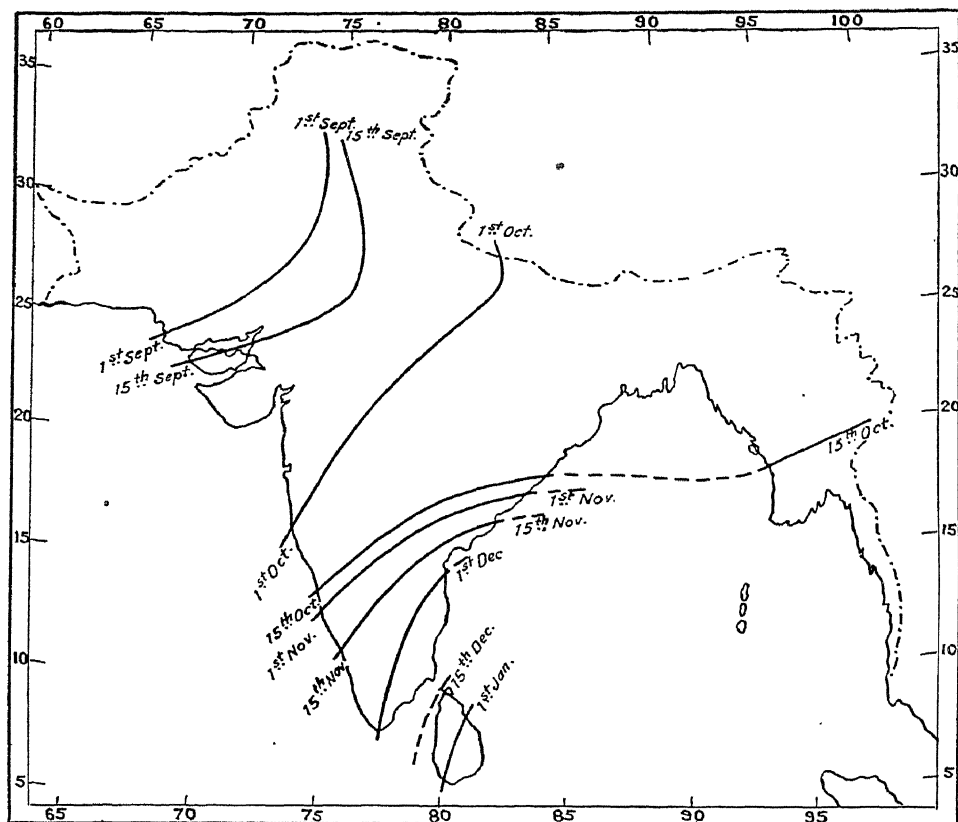 60 65 70 75 80 85 90 95 100
35 35
1st Sept. 15th Sept.
30 30
1st Oct.
25 25
1st Sept.
15th Sept.
20 20
15th Oct.
1st Nov.
15th Nov.
15 15
1st Oct.
1st Dec
15th Oct.
1st Nov.
15th Nov
10 10
15th Dec.
1st Jan.
5 5
65 70 75 80 85 90 95